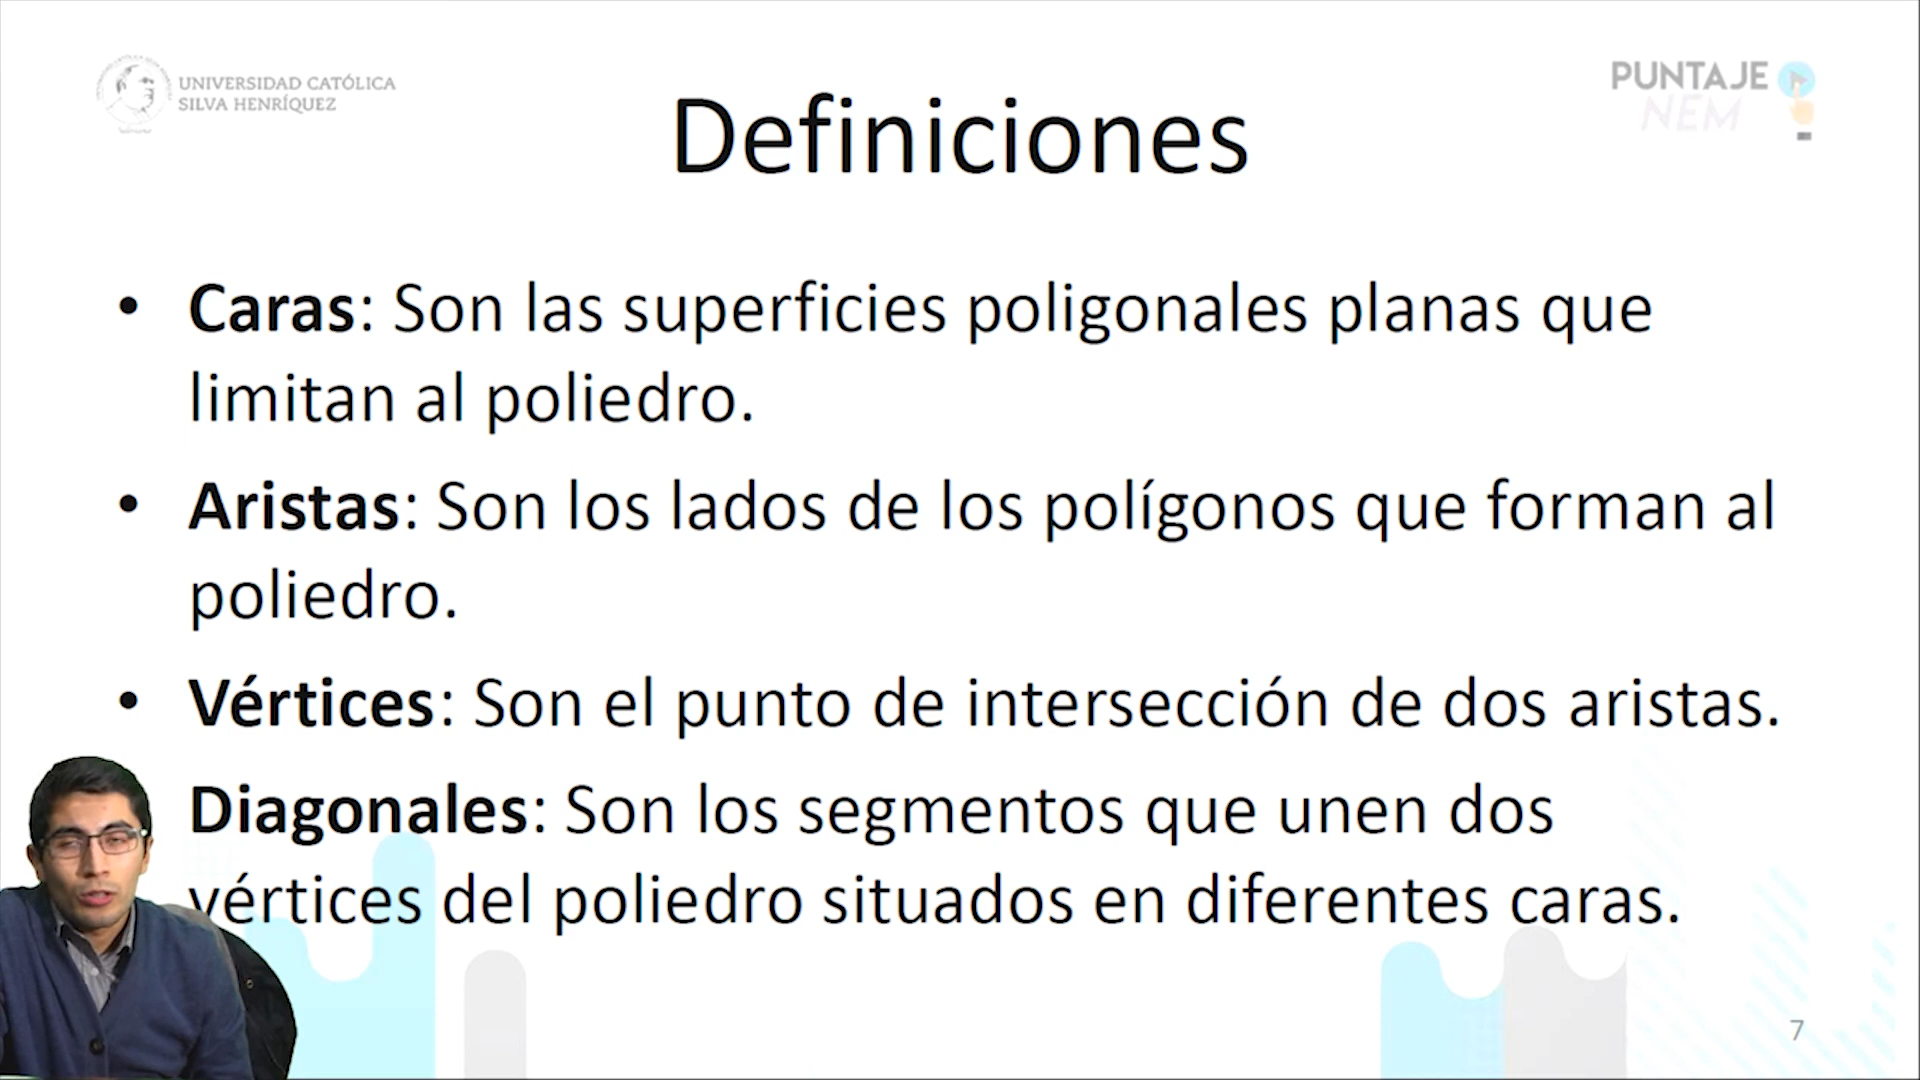 UNIVERSIDAD CATÓLICA
SILVA HENRÍQUEZ
PUNTAJE
NEM
Definiciones
• Caras: Son las superficies poligonales planas que
limitan al poliedro.
• Aristas: Son los lados de los polígonos que forman al
poliedro.
• Vértices: Son el punto de intersección de dos aristas.
Diagonales: Son los segmentos que unen dos
vértices del poliedro situados en diferentes caras.
7